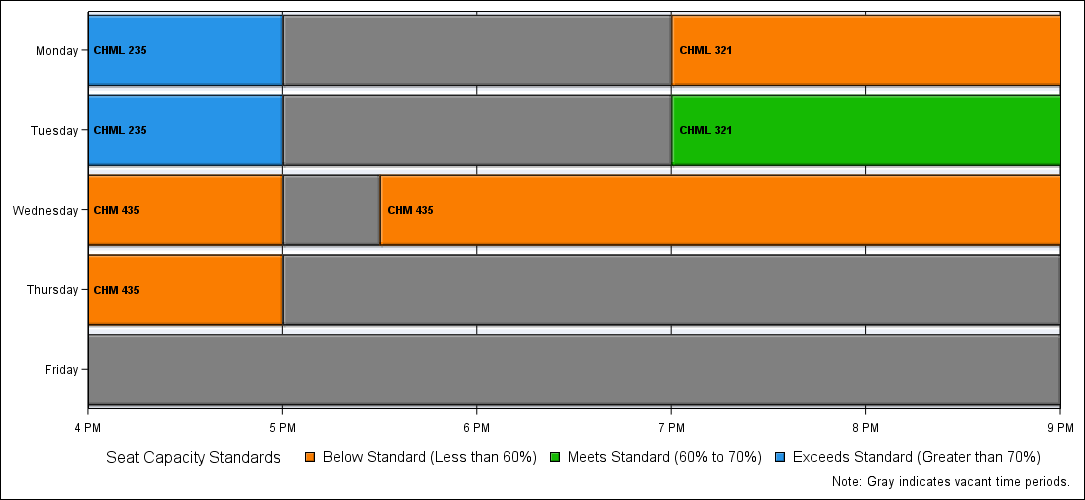 Monday
CHML 235
CHML 321
Tuesday
CHML 235
CHML 321
Wednesday
CHM 435
CHM 435
Thursday
CHM 435
Friday
4 PM 5 PM 6 PM 7 PM 8 PM 9 PM
Seat Capacity Standards Below Standard (Less than 60%) Meets Standard (60% to 70%) Exceeds Standard (Greater than 70%)
Note: Gray indicates vacant time periods.